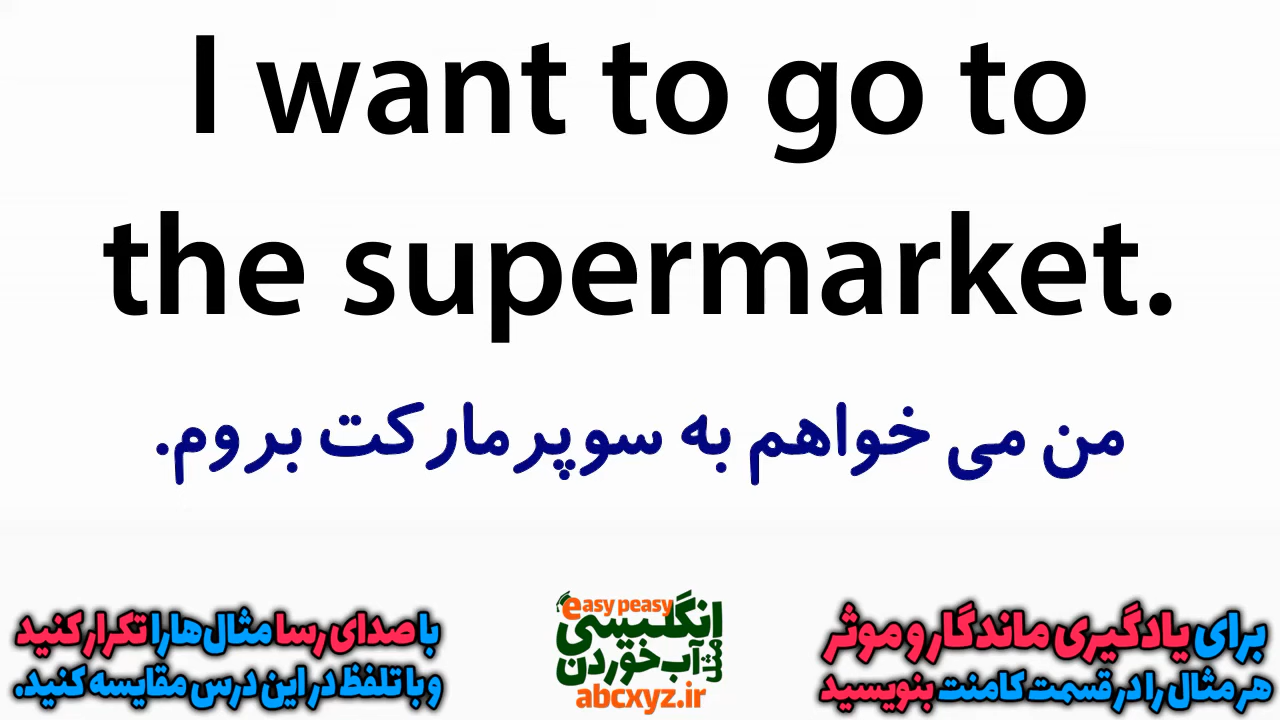 I want to go to
the supermarket.
من می خواهم به سوپرمارکت بروم.
برای یادگیری ماندگار و موثر
هر مثال را در قسمت کامنت بنویسید
easy peasy
انگلیسی
مثل آب خوردن
abcxyz.ir
با صدای رسا مثال‌ها را تکرار کنید
و با تلفظ در این درس مقایسه کنید.